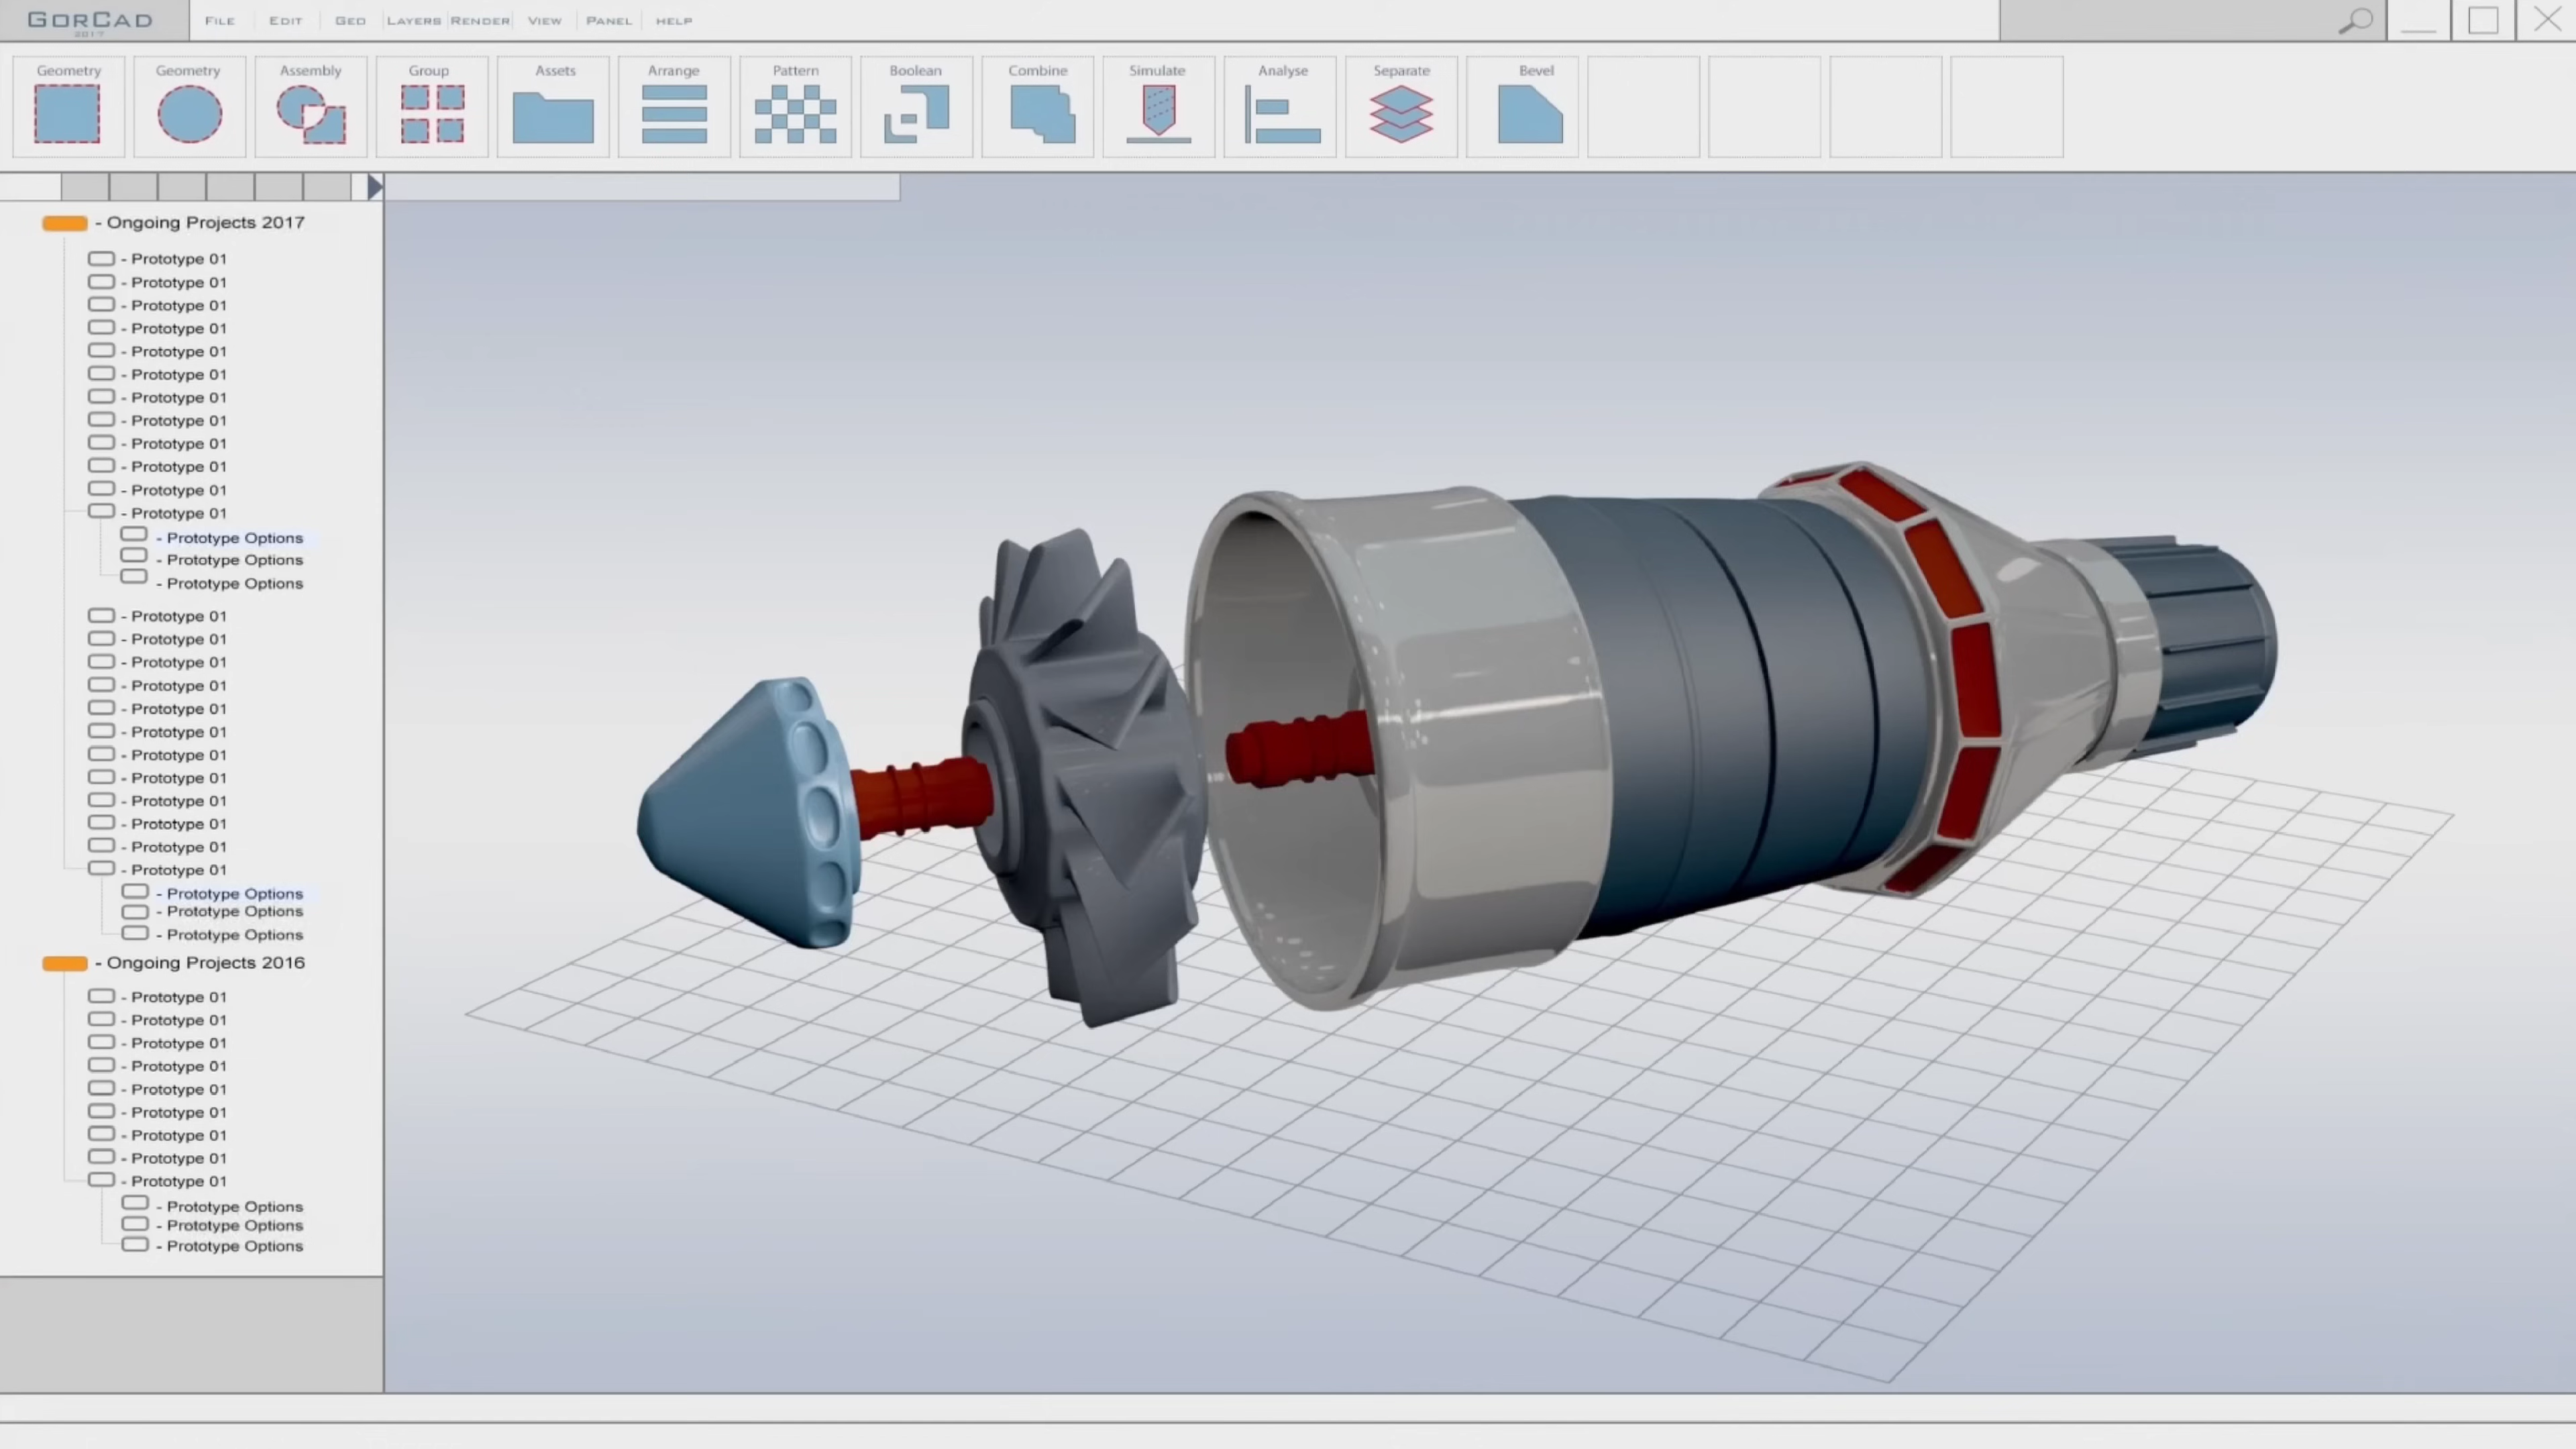 GORCAD
2017
FILE EDIT GEO LAYERS RENDER VIEW PANEL HELP
Geometry Geometry Assembly Group Assets Arrange Pattern Boolean Combine Simulate Analyse Separate Bevel
- Ongoing Projects 2017
- Prototype 01
- Prototype 01
- Prototype 01
- Prototype 01
- Prototype 01
- Prototype 01
- Prototype 01
- Prototype 01
- Prototype 01
- Prototype 01
- Prototype 01
- Prototype 01
- Prototype Options
- Prototype Options
- Prototype Options
- Prototype 01
- Prototype 01
- Prototype 01
- Prototype 01
- Prototype 01
- Prototype 01
- Prototype 01
- Prototype 01
- Prototype 01
- Prototype 01
- Prototype 01
- Prototype 01
- Prototype Options
- Prototype Options
- Prototype Options
- Ongoing Projects 2016
- Prototype 01
- Prototype 01
- Prototype 01
- Prototype 01
- Prototype 01
- Prototype 01
- Prototype 01
- Prototype 01
- Prototype 01
- Prototype Options
- Prototype Options
- Prototype Options